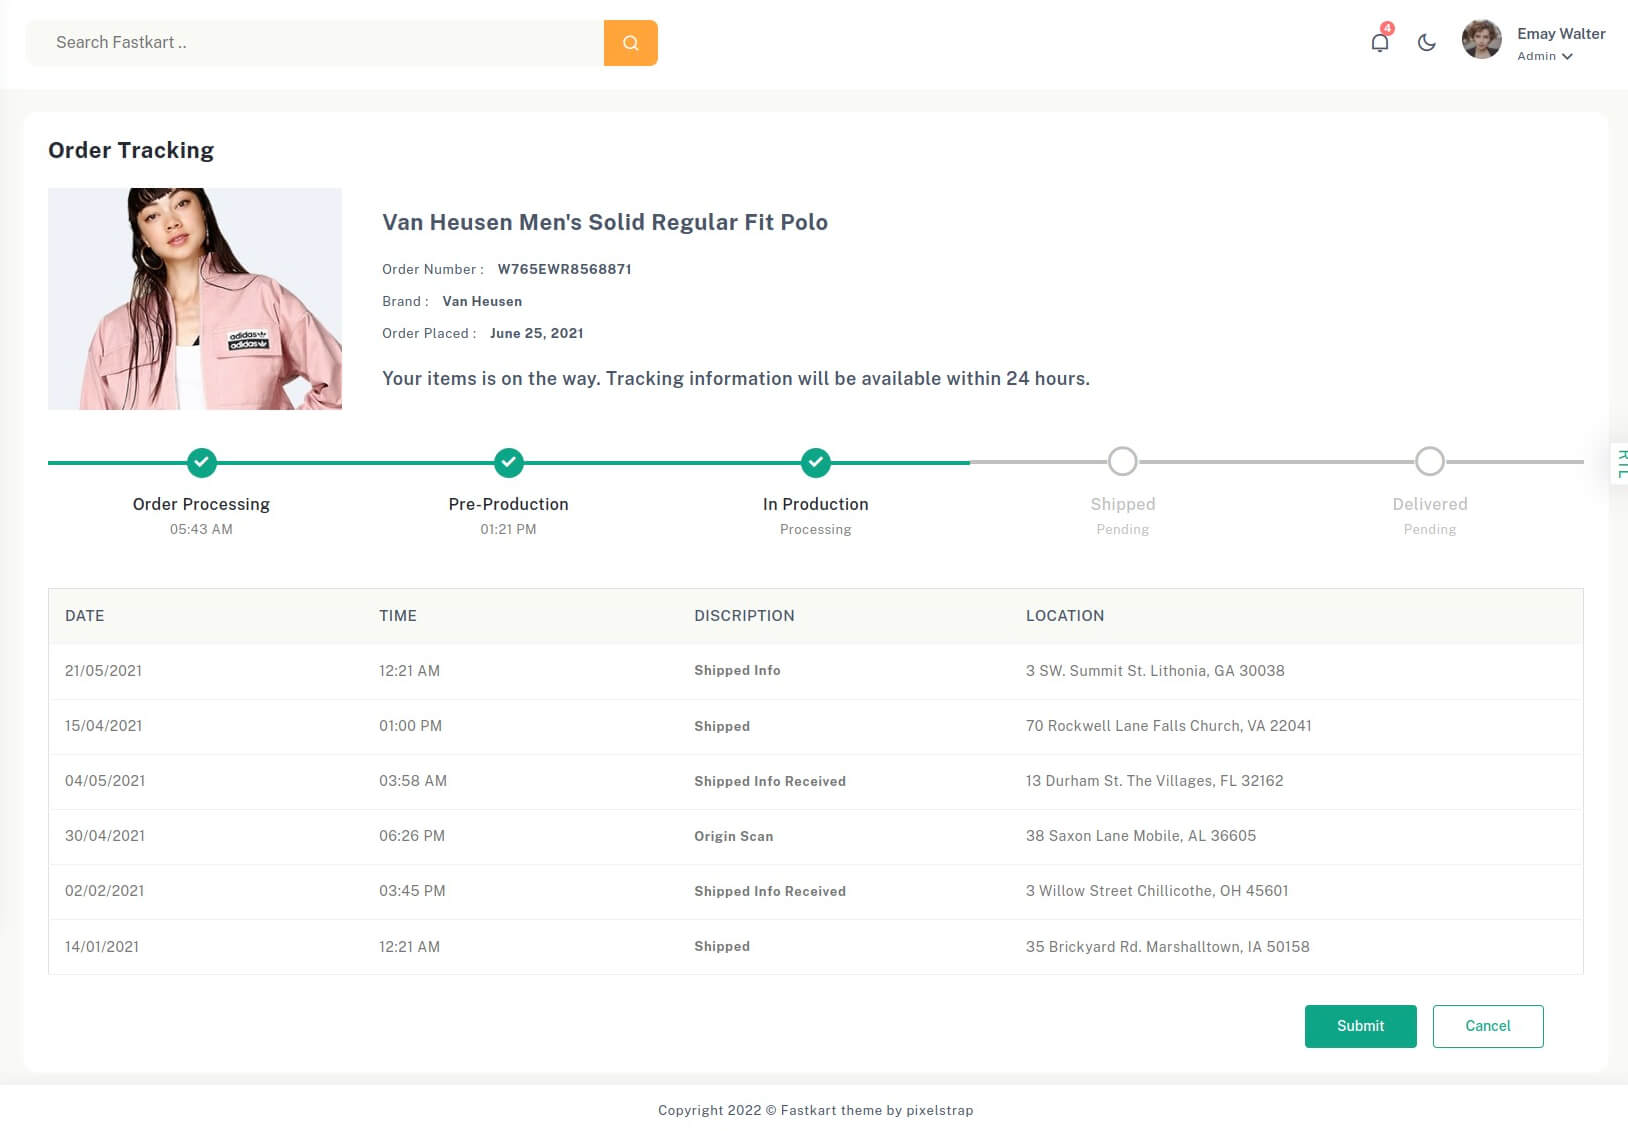 Search Fastkart ..
4
Emay Walter
Admin
Order Tracking
adidas
adidas
Van Heusen Men's Solid Regular Fit Polo
Order Number : W765EWR8568871
Brand : Van Heusen
Order Placed : June 25, 2021
Your items is on the way. Tracking information will be available within 24 hours.
RTL
Order Processing Pre-Production In Production Shipped Delivered
05:43 AM 01:21 PM Processing Pending Pending
DATE TIME DISCRIPTION LOCATION
21/05/2021 12:21 AM Shipped Info 3 SW. Summit St. Lithonia, GA 30038
15/04/2021 01:00 PM Shipped 70 Rockwell Lane Falls Church, VA 22041
04/05/2021 03:58 AM Shipped Info Received 13 Durham St. The Villages, FL 32162
30/04/2021 06:26 PM Origin Scan 38 Saxon Lane Mobile, AL 36605
02/02/2021 03:45 PM Shipped Info Received 3 Willow Street Chillicothe, OH 45601
14/01/2021 12:21 AM Shipped 35 Brickyard Rd. Marshalltown, IA 50158
Submit Cancel
Copyright 2022 © Fastkart theme by pixelstrap